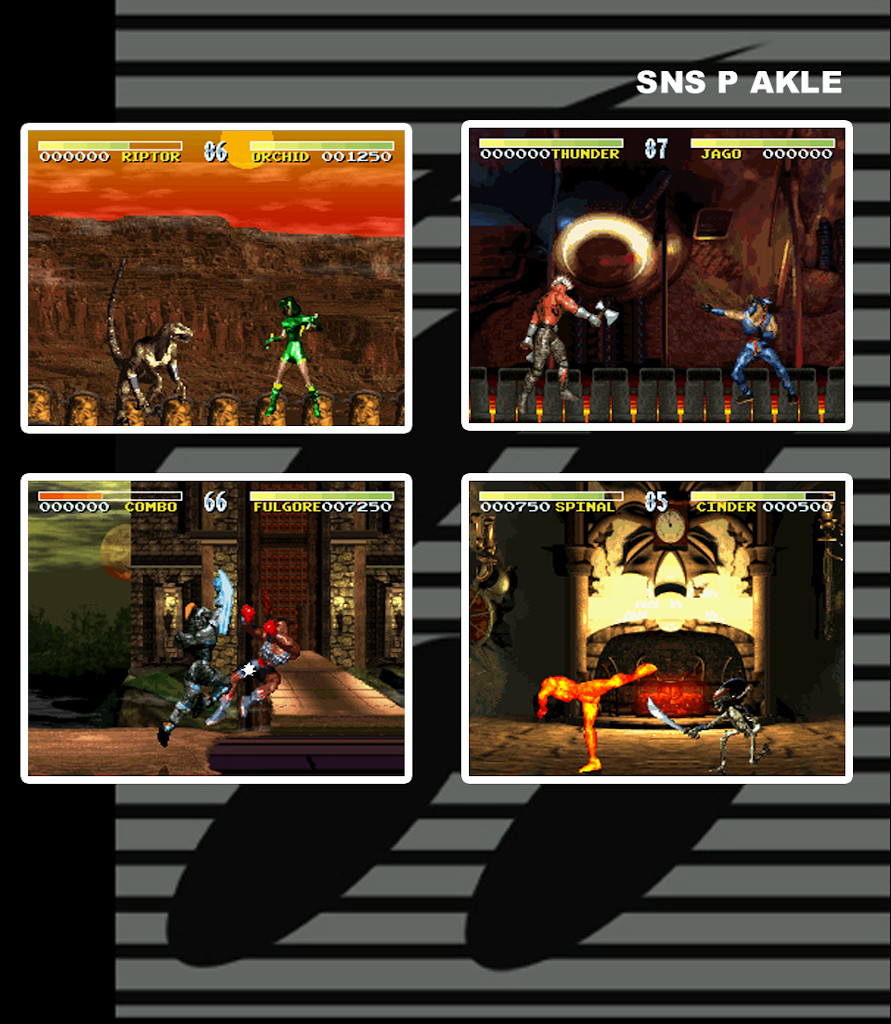 SNS P AKLE
000000 RIPTOR 86 ORCHID 001250
000000THUNDER 87 JAGO 000000
000000 COMBO 66 FULGORE007250
000750 SPINAL 85 CINDER 000500